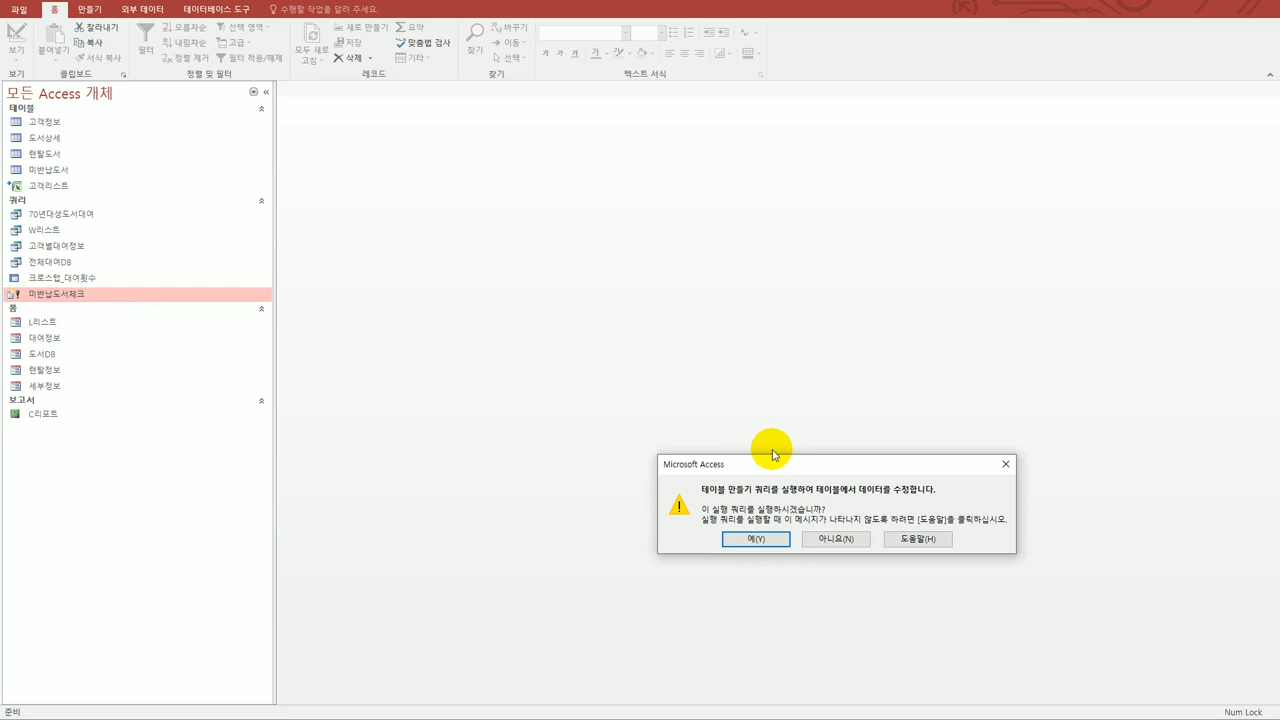 파일 홈 만들기 외부 데이터 데이터베이스 도구 수행할 작업을 알려 주세요.
보기
붙여넣기
잘라내기
복사
서식 복사
필터
오름차순
내림차순
정렬 제거
선택 영역
고급
필터 적용/해제
모두 새로 고침
새로 만들기
저장
삭제
요약
맞춤법 검사
기타
찾기
바꾸기
이동
선택
보기 클립보드 정렬 및 필터 레코드 찾기 텍스트 서식
모든 Access 개체
테이블
고객정보
도서상세
랜탈도서
미반납도서
고객리스트
쿼리
70년대생도서대여
W리스트
고객별대여정보
전체대여DB
크로스탭_대여횟수
미반납도서체크
폼
L리스트
대여정보
도서DB
랜탈정보
세부정보
보고서
C리포트
Microsoft Access
테이블 만들기 쿼리를 실행하여 테이블에서 데이터를 수정합니다.
이 실행 쿼리를 실행하시겠습니까?
실행 쿼리를 실행할 때 이 메시지가 나타나지 않도록 하려면 [도움말]을 클릭하십시오.
예(Y) 아니요(N) 도움말(H)
준비 Num Lock